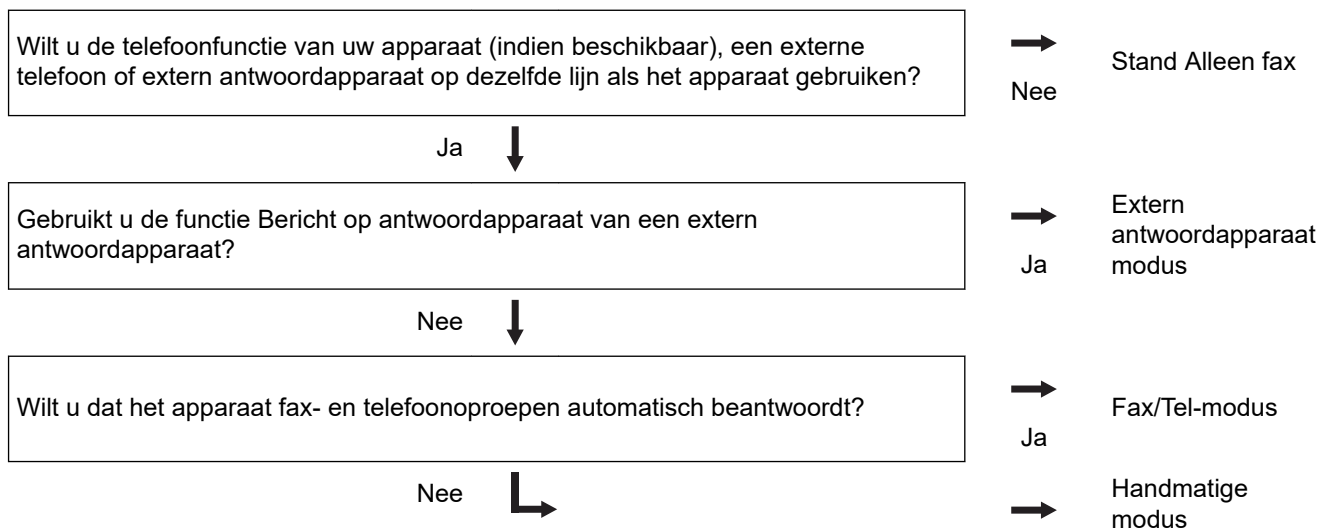 Wilt u de telefoonfunctie van uw apparaat (indien beschikbaar), een externe
telefoon of extern antwoordapparaat op dezelfde lijn als het apparaat gebruiken?
Nee
Stand Alleen fax
Ja
Gebruikt u de functie Bericht op antwoordapparaat van een extern
antwoordapparaat?
Ja
Extern
antwoordapparaat
modus
Nee
Wilt u dat het apparaat fax- en telefoonoproepen automatisch beantwoordt?
Ja
Fax/Tel-modus
Nee
Handmatige
modus